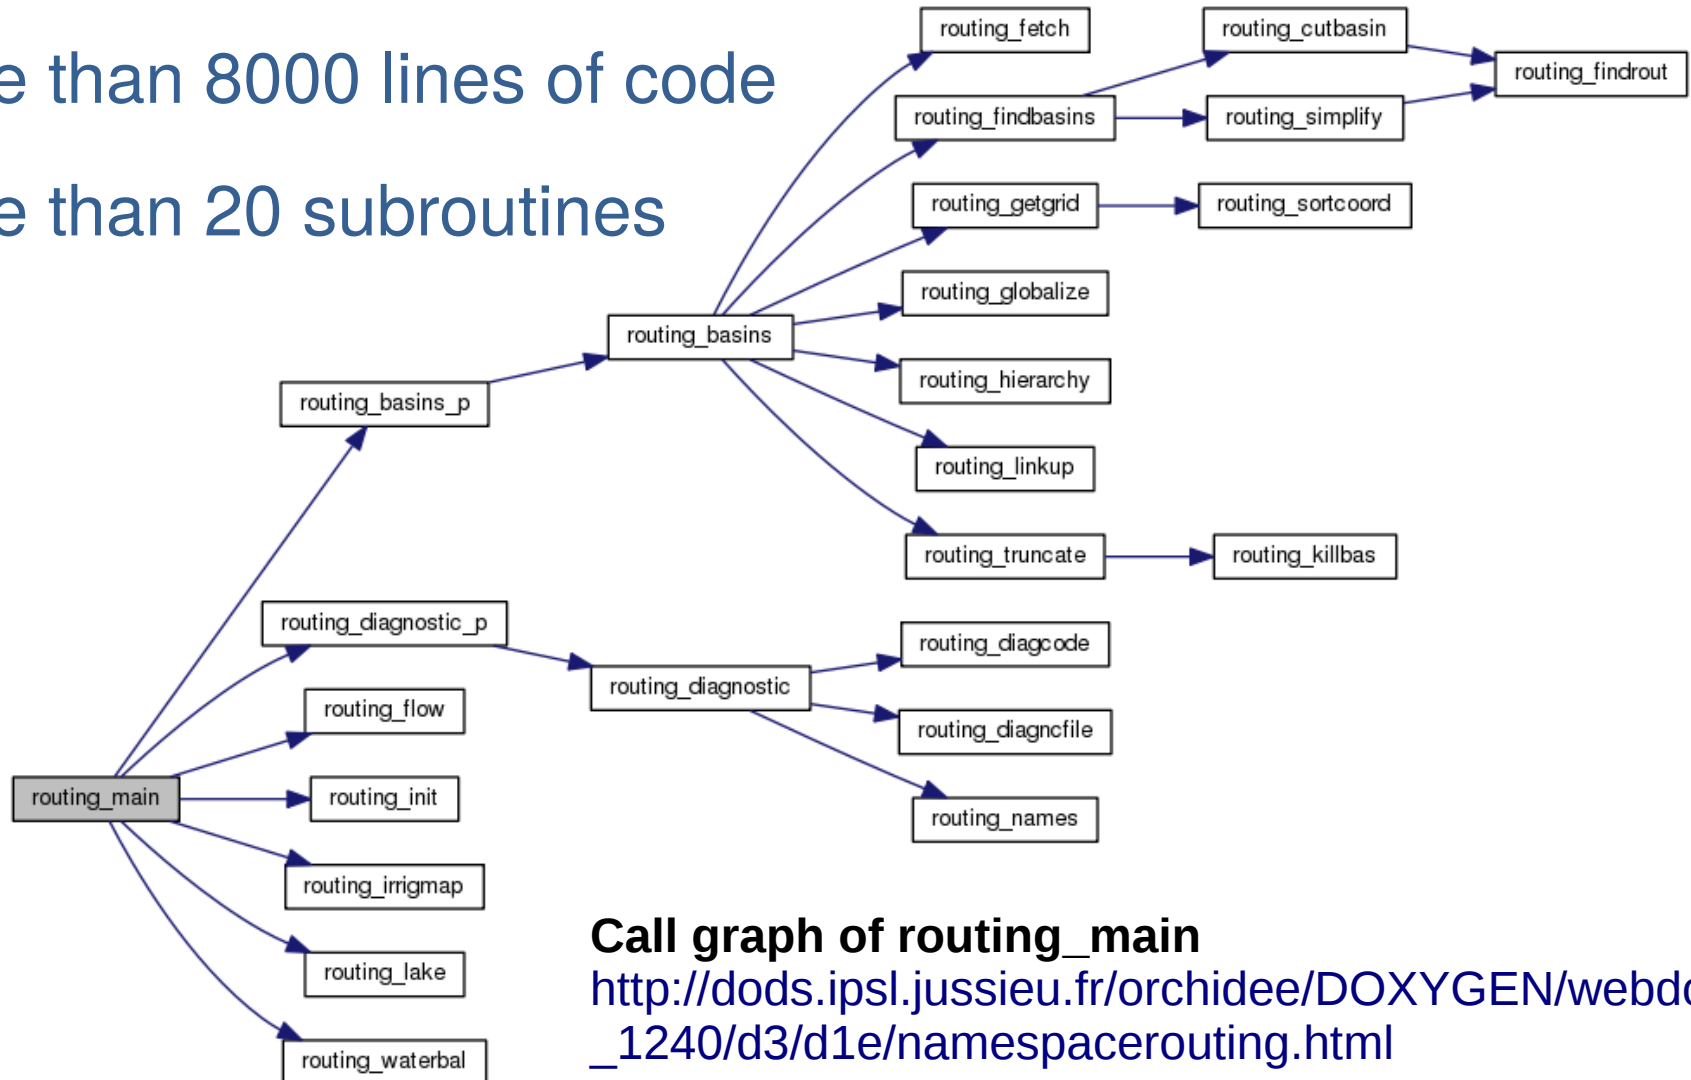 e than 8000 lines of code
e than 20 subroutines
routing_fetch
routing_cutbasin
routing_findrout
routing_findbasins
routing_simplify
routing_getgrid
routing_sortcoord
routing_globalize
routing_basins
routing_hierarchy
routing_basins_p
routing_linkup
routing_truncate
routing_killbas
routing_diagnostic_p
routing_diagcode
routing_diagnostic
routing_flow
routing_diagncfile
routing_main
routing_init
routing_names
routing_irrigmap
routing_lake
routing_waterbal
Call graph of routing_main
http://dods.ipsl.jussieu.fr/orchidee/DOXYGEN/webdo
_1240/d3/d1e/namespacerouting.html